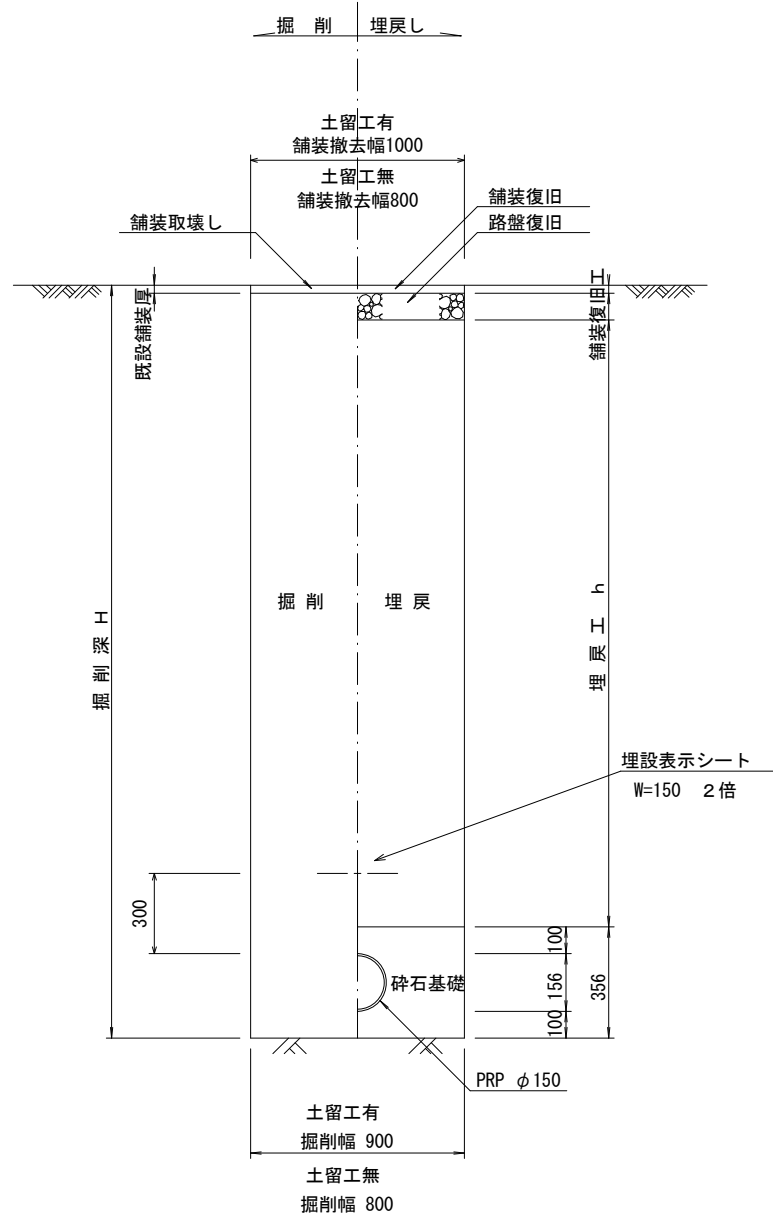 掘 削 埋戻し
土留工有
舗装撤去幅1000
土留工無
舗装撤去幅800
舗装取壊し
舗装復旧
路盤復旧
既設舗装厚
舗装復旧工
掘削深 H
掘 削
埋 戻
埋戻工 h
埋設表示シート
W=150 2倍
300
100
156
100
356
砕石基礎
PRP φ150
土留工有
掘削幅 900
土留工無
掘削幅 800